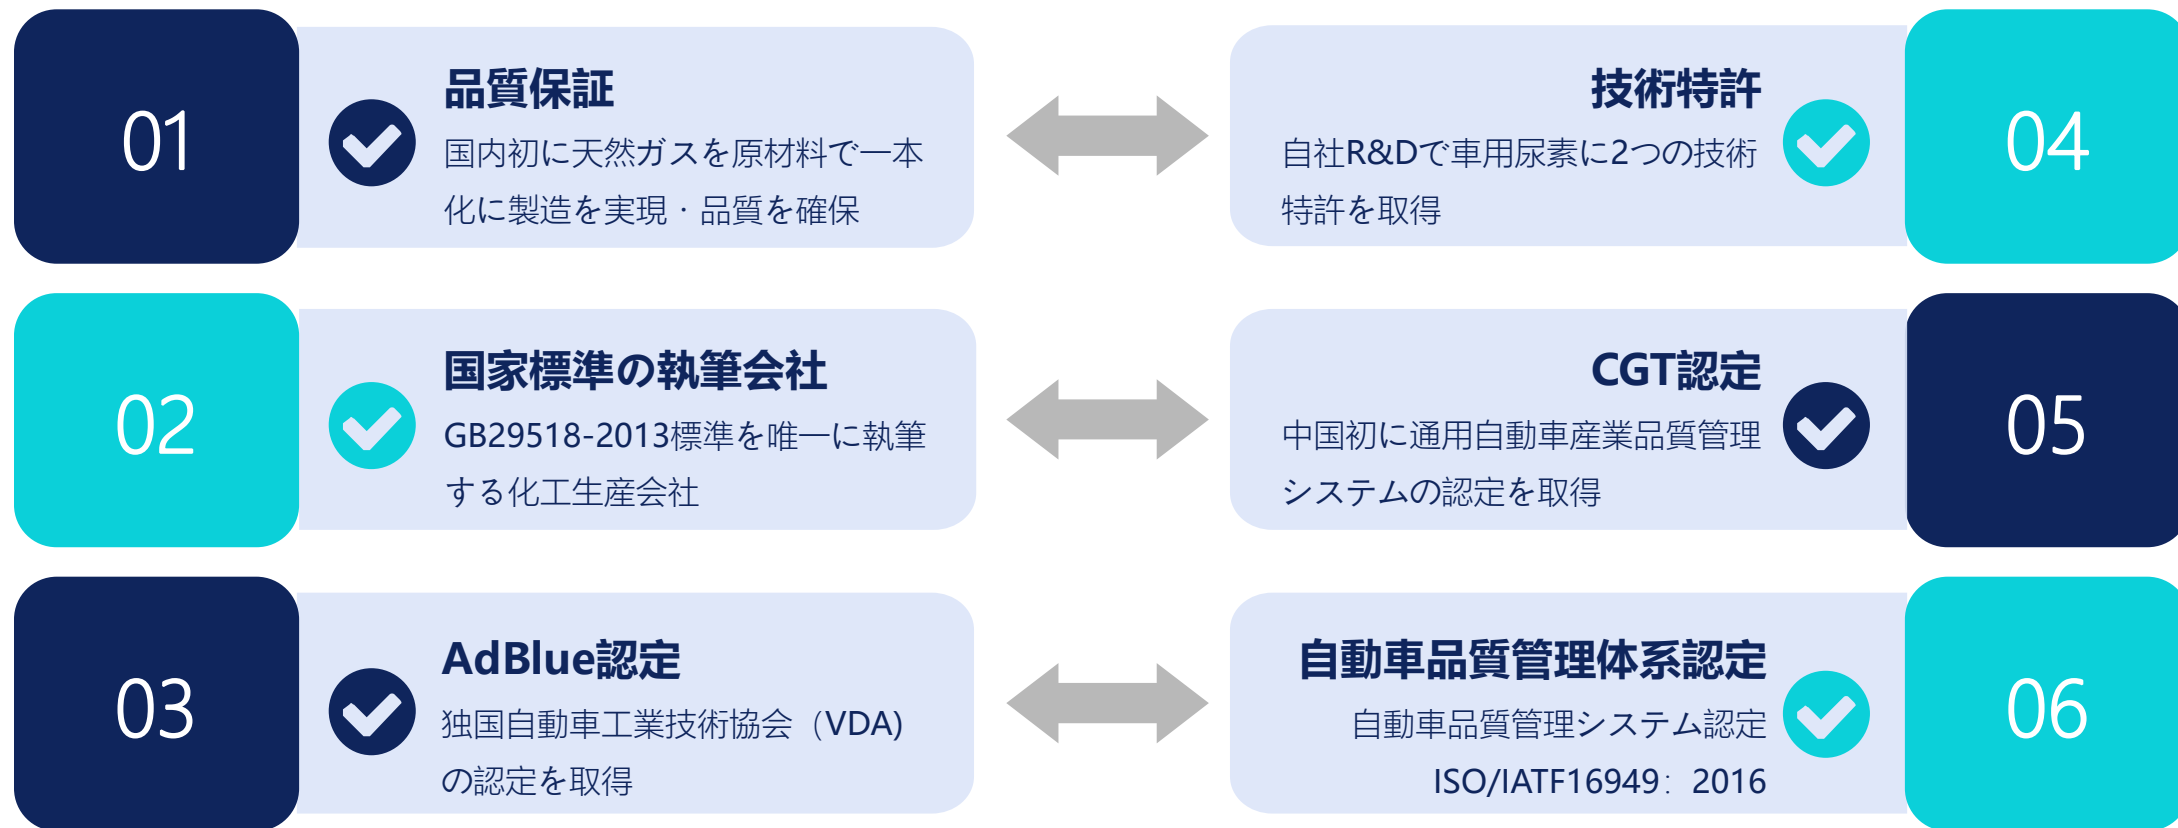 01
品質保証
国内初に天然ガスを原材料で一本
化に製造を実現・品質を確保
02
国家標準の執筆会社
GB29518-2013標準を唯一に執筆
する化工生産会社
03
AdBlue認定
独国自動車工業技術協会（VDA)
の認定を取得
技術特許
自社R&Dで車用尿素に2つの技術
特許を取得
04
CGT認定
中国初に通用自動車産業品質管理
システムの認定を取得
05
自動車品質管理体系認定
自動車品質管理システム認定
ISO/IATF16949：2016
06